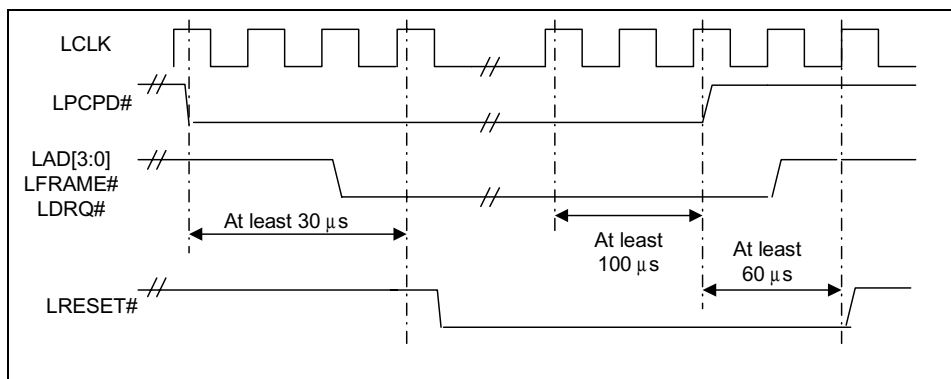 LCLK
LPCPD#
LAD[3:0]
LFRAME#
LDRQ#
At least 30 µs
At least
100 µs
At least
60 µs
LRESET#